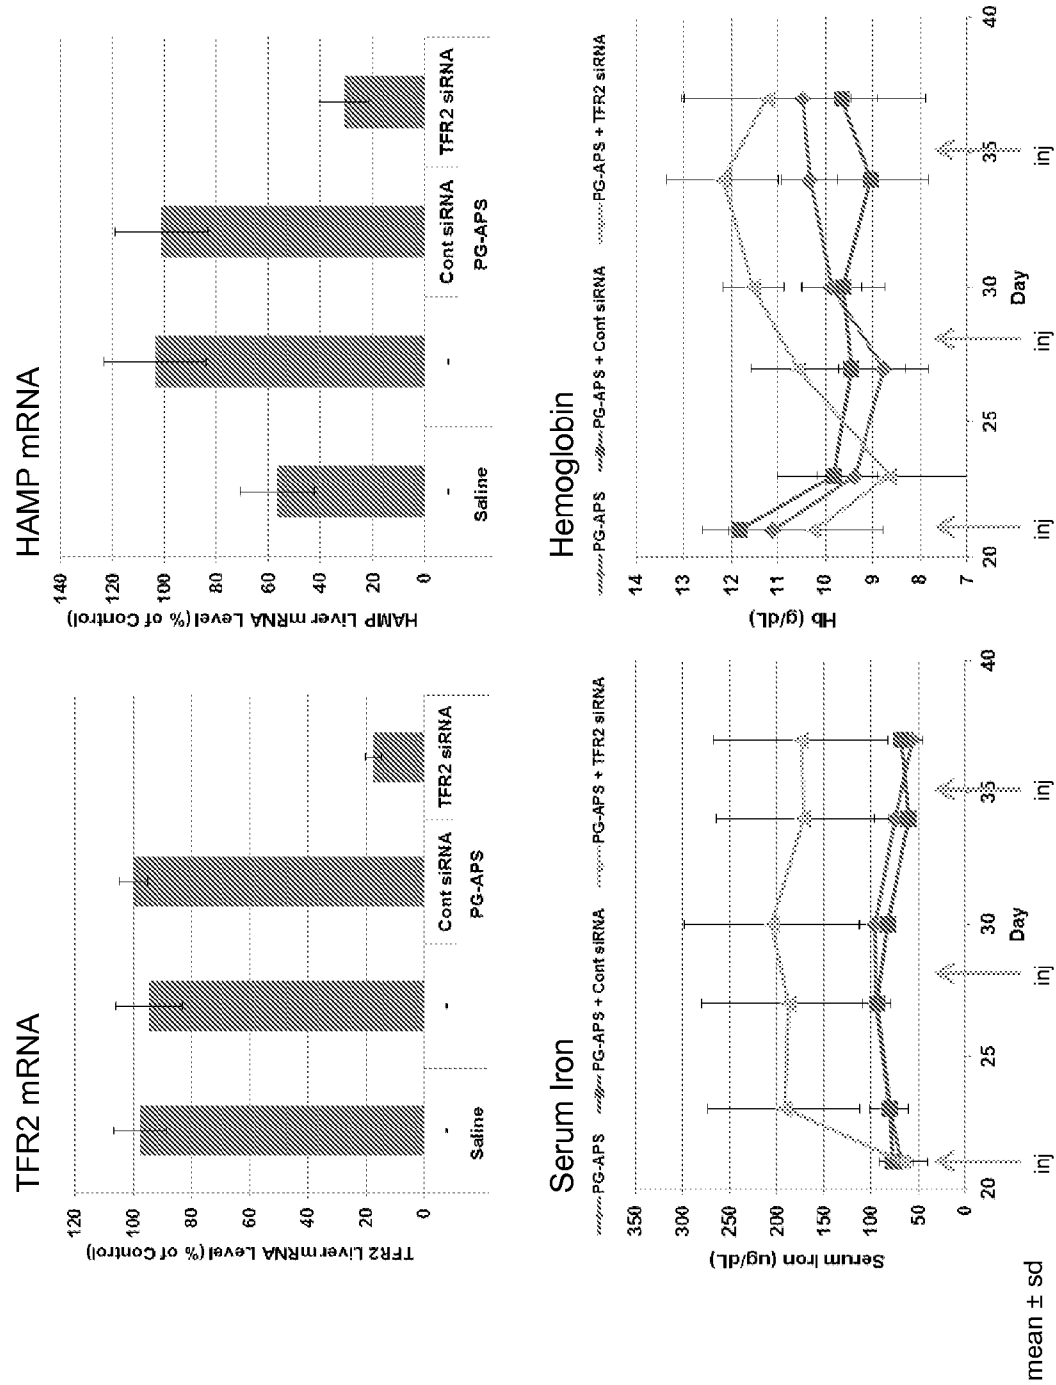 TFR2 mRNA
TFR2 Liver mRNA Level (% of Control)
120
100
80
60
40
20
0
- - Cont siRNA TFR2 siRNA
Saline PG-APS
HAMP mRNA
HAMP Liver mRNA Level (% of Control)
140
120
100
80
60
40
20
0
- - Cont siRNA TFR2 siRNA
Saline PG-APS
Serum Iron
PG-APS PG-APS + Cont siRNA PG-APS + TFR2 siRNA
Serum Iron (ug/dL)
350
300
250
200
150
100
50
0
20 25 30 35 40
Day
inj inj inj
Hemoglobin
PG-APS PG-APS + Cont siRNA PG-APS + TFR2 siRNA
Hb (g/dL)
14
13
12
11
10
9
8
7
20 25 30 35 40
Day
inj inj inj
mean ± sd